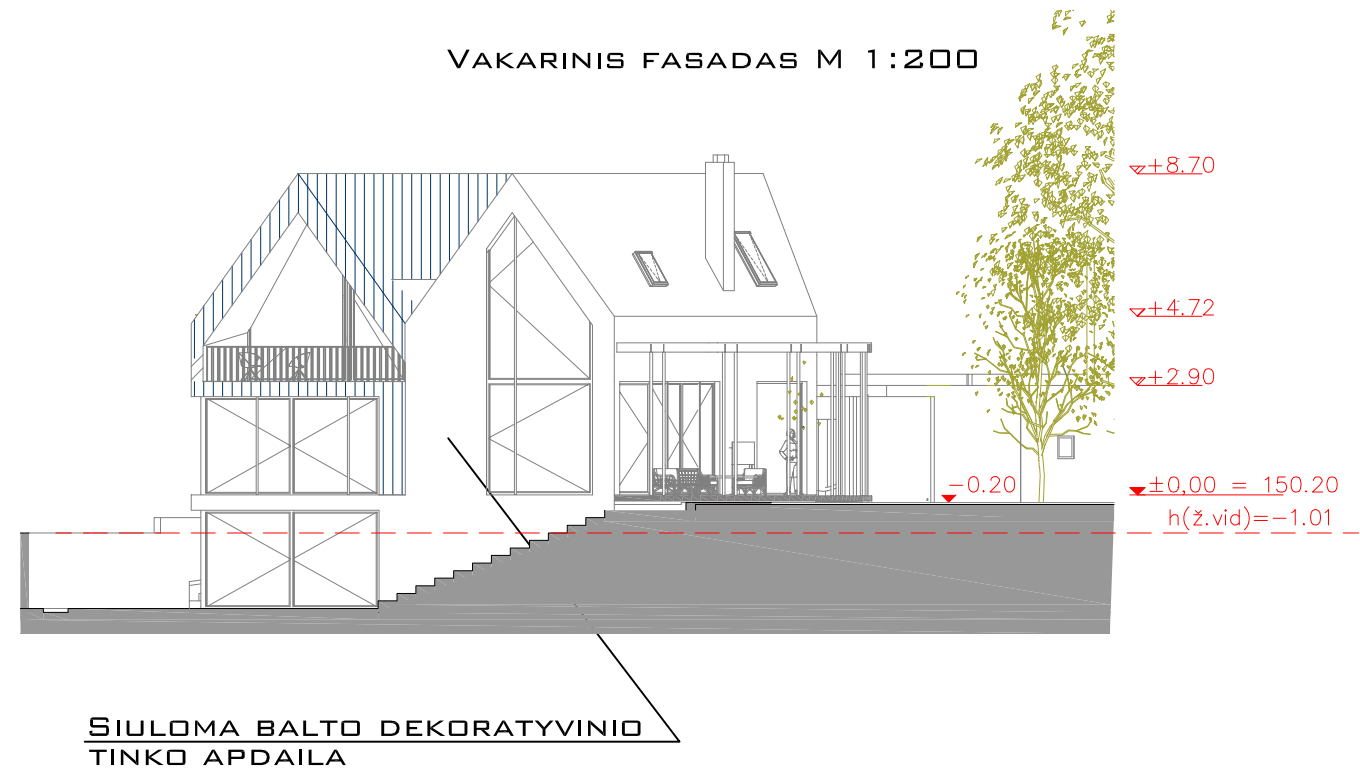 VAKARINIS FASADAS M 1:200
+8.70
+4.72
+2.90
-0.20
±0,00 = 150.20
h(ž.vid)=-1.01
SIULOMA BALTO DEKORATYVINIO
TINKO APDAILA